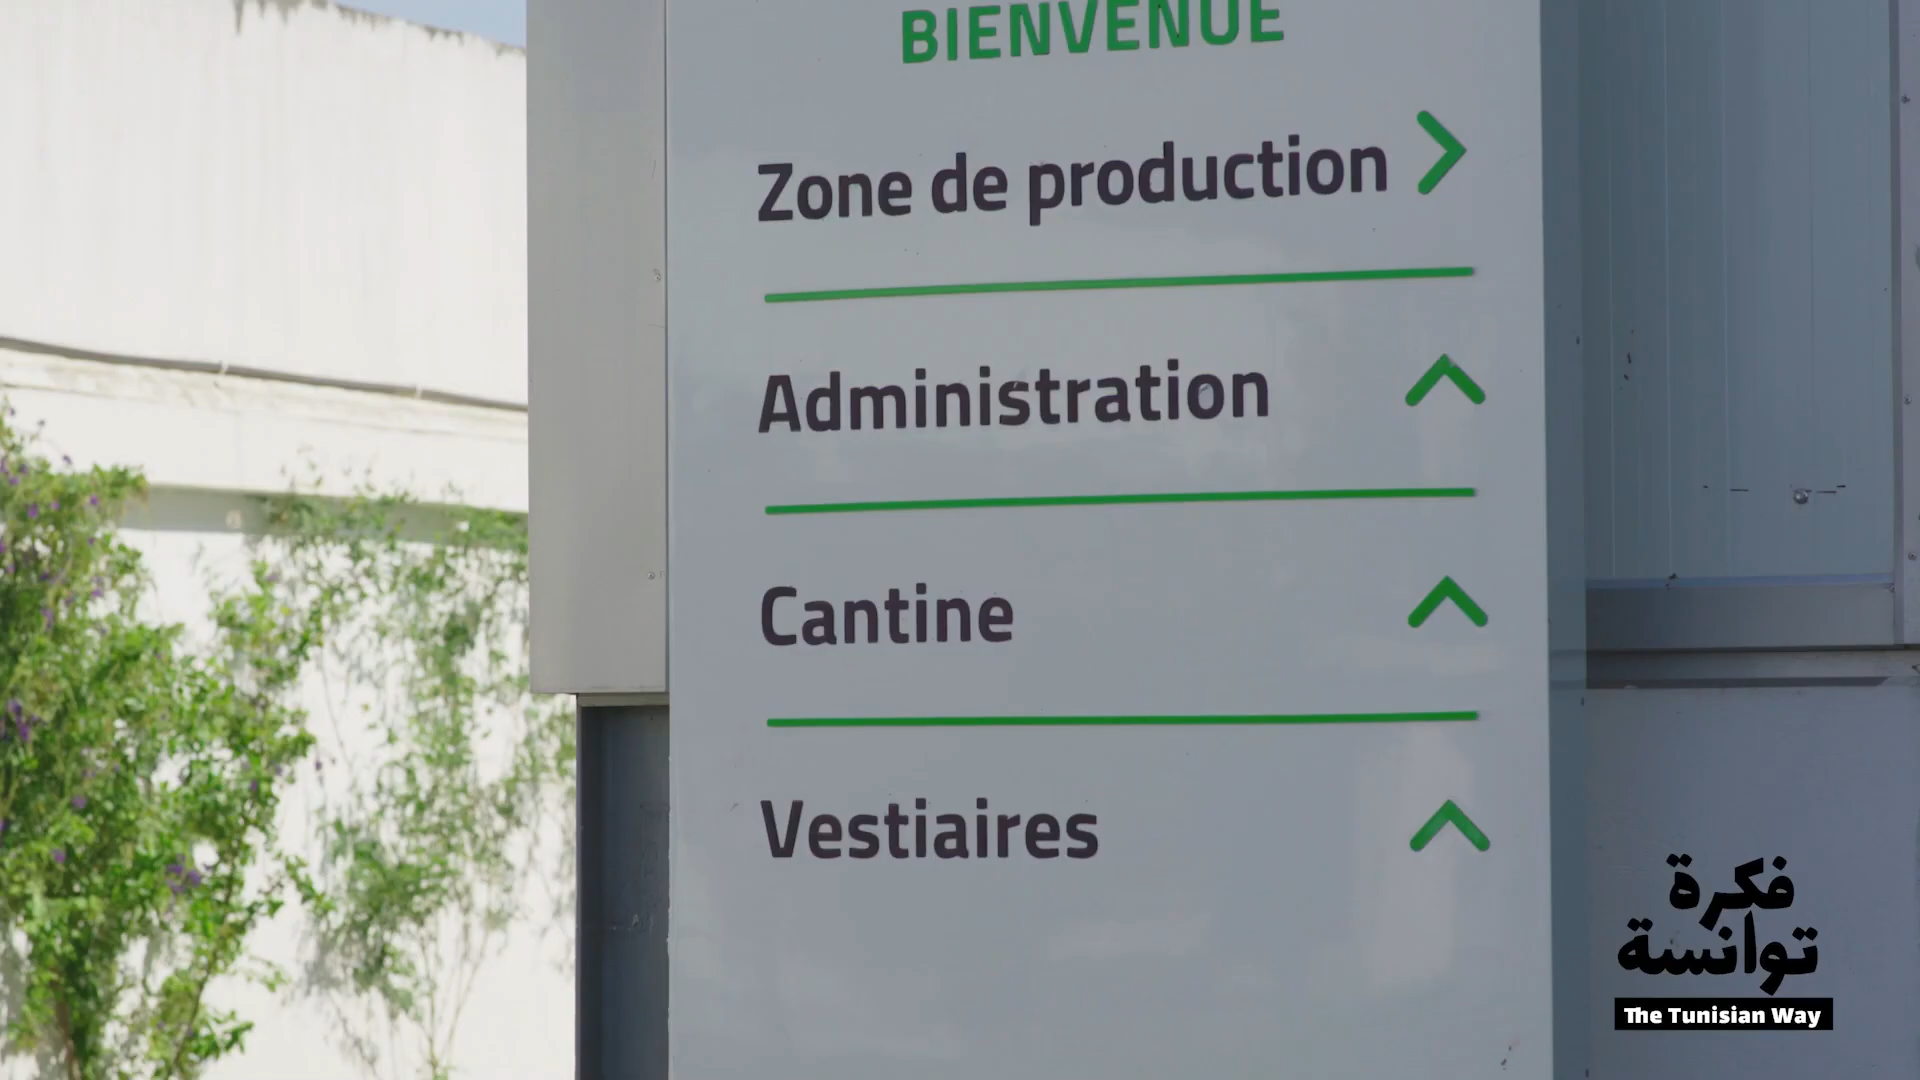 BIENVENUE
Zone de production
Administration
Cantine
Vestiaires
فكرة
توانسة
The Tunisian Way